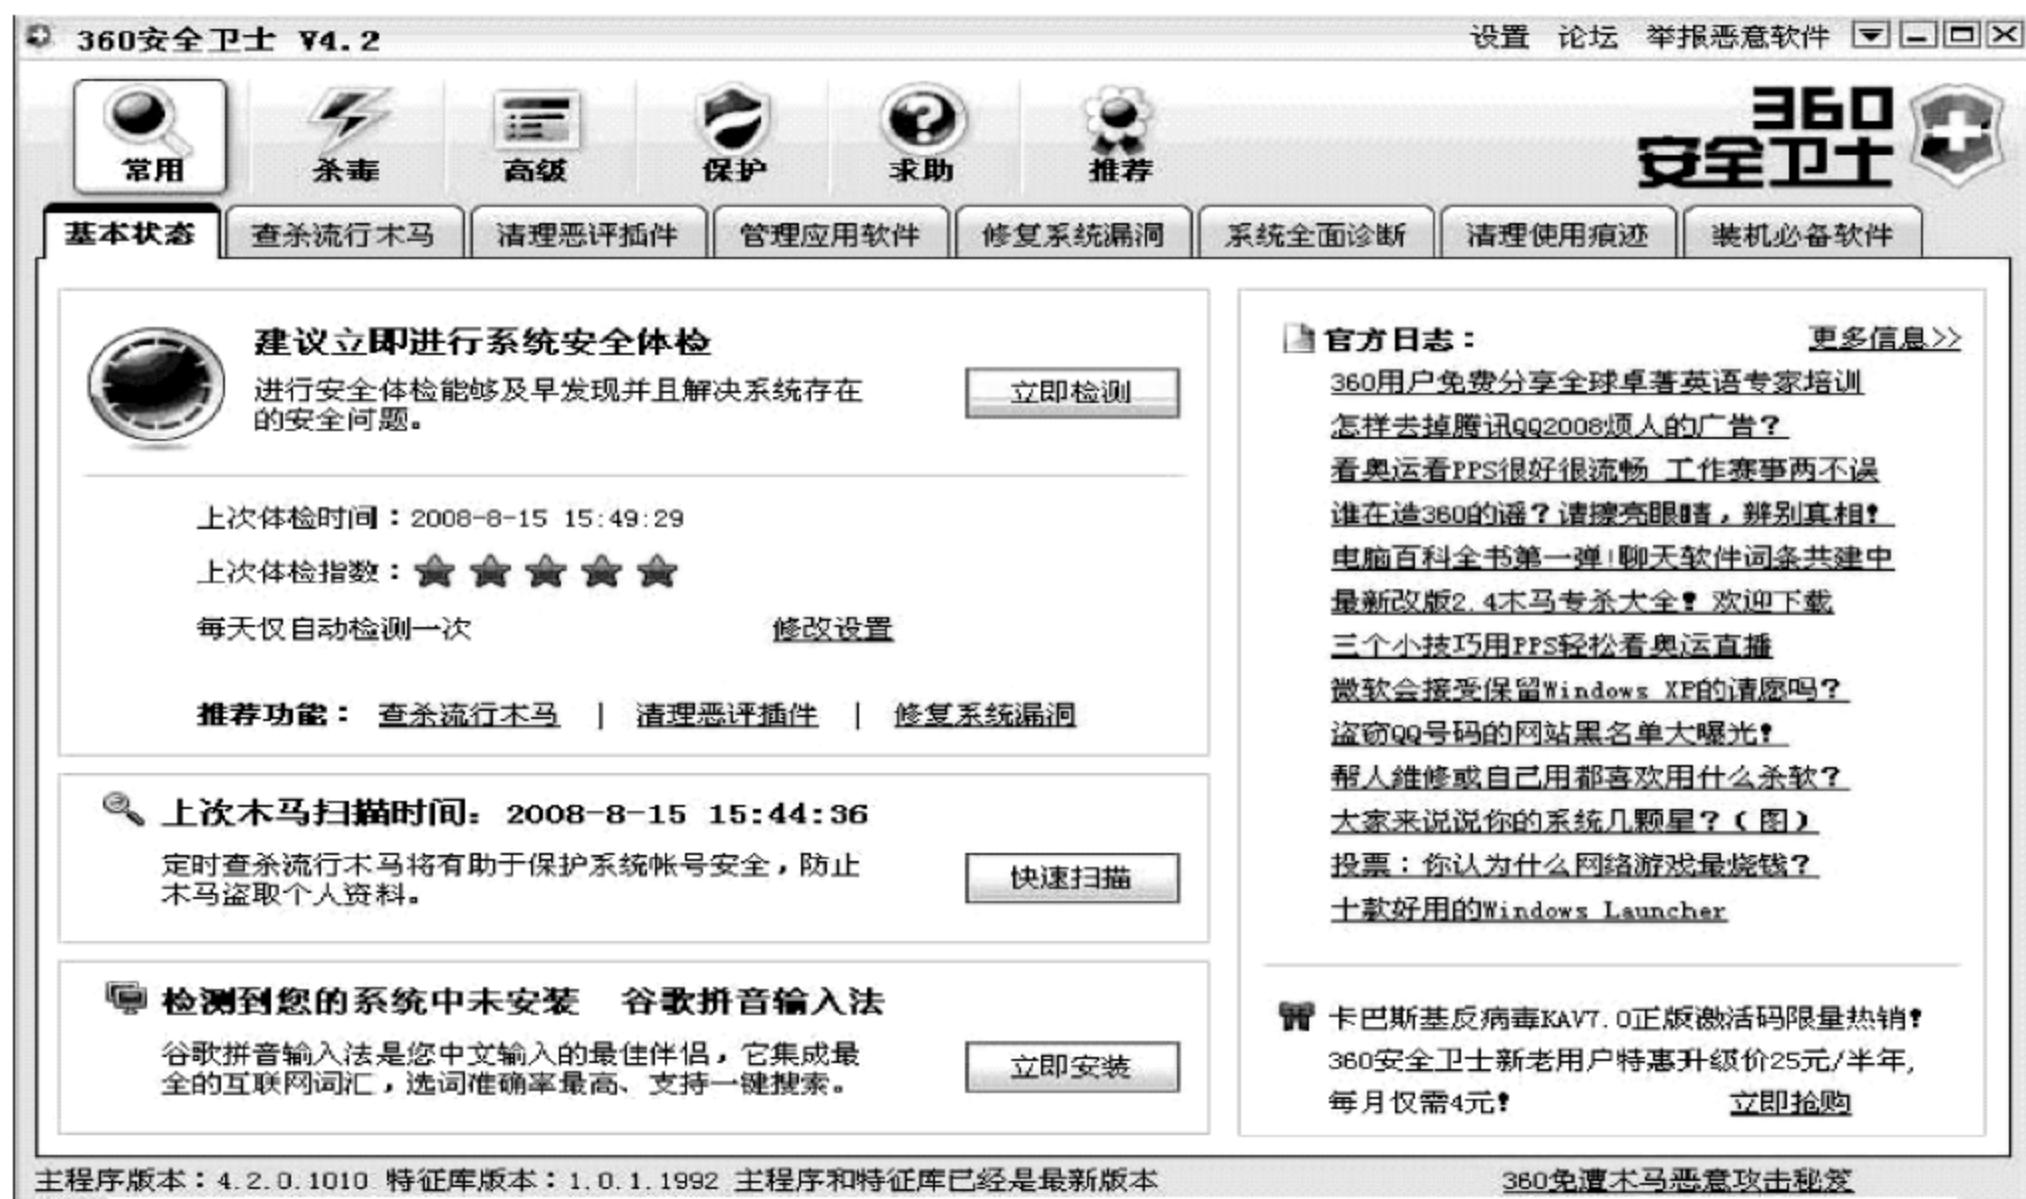 360安全卫士 V4.2
设置 论坛 举报恶意软件
常用 杀毒 高级 保护 求助 推荐
360
安全卫士
基本状态 查杀流行木马 清理恶评插件 管理应用软件 修复系统漏洞 系统全面诊断 清理使用痕迹 装机必备软件
建议立即进行系统安全体检
进行安全体检能够及早发现并且解决系统存在
的安全问题。
立即检测
上次体检时间：2008-8-15 15:49:29
上次体检指数：
每天仅自动检测一次 修改设置
推荐功能： 查杀流行木马 | 清理恶评插件 | 修复系统漏洞
上次木马扫描时间：2008-8-15 15:44:36
定时查杀流行木马将有助于保护系统帐号安全，防止
木马盗取个人资料。
快速扫描
检测到您的系统中未安装 谷歌拼音输入法
谷歌拼音输入法是您中文输入的最佳伴侣，它集成最
全的互联网词汇，选词准确率最高、支持一键搜索。
立即安装
官方日志： 更多信息>>
360用户免费分享全球卓著英语专家培训
怎样去掉腾讯QQ2008烦人的广告？
看奥运看PPS很好很流畅 工作赛事两不误
谁在造360的谣？请擦亮眼睛，辨别真相！
电脑百科全书第一弹!聊天软件词条共建中
最新改版2.4木马专杀大全！欢迎下载
三个小技巧用PPS轻松看奥运直播
微软会接受保留Windows XP的请愿吗？
盗窃QQ号码的网站黑名单大曝光！
帮人维修或自己用都喜欢用什么杀软？
大家来说说你的系统几颗星？（图）
投票：你认为什么网络游戏最烧钱？
十款好用的Windows Launcher
卡巴斯基反病毒KAV7.0正版激活码限量热销！
360安全卫士新老用户特惠升级价25元/半年,
每月仅需4元！ 立即抢购
主程序版本：4.2.0.1010 特征库版本：1.0.1.1992 主程序和特征库已经是最新版本
360免遭木马恶意攻击秘笈